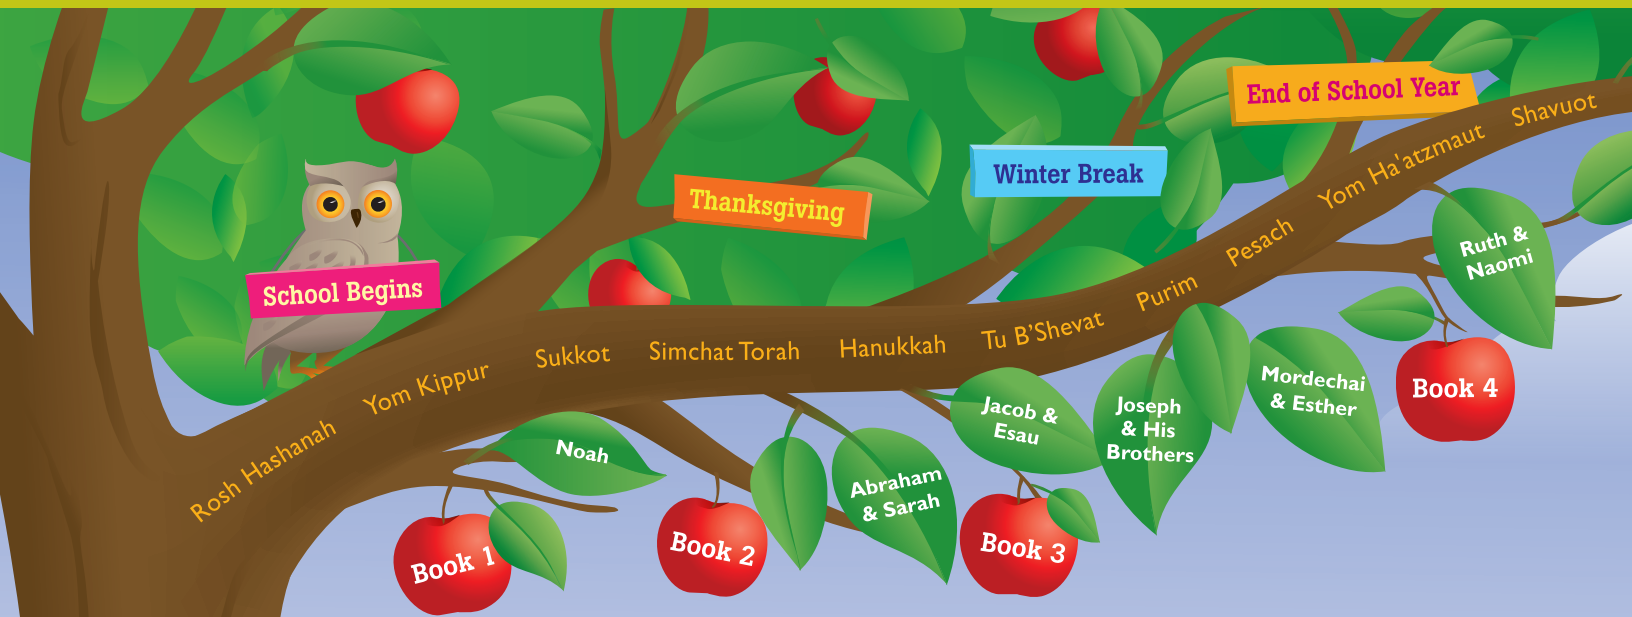 End of School Year
Winter Break
Thanksgiving
School Begins
Rosh Hashanah
Yom Kippur
Sukkot
Simchat Torah
Hanukkah
Tu B'Shevat
Purim
Pesach
Yom Ha'atzmaut
Shavuot
Noah
Abraham
& Sarah
Jacob &
Esau
Joseph
& His
Brothers
Mordechai
& Esther
Ruth &
Naomi
Book 1
Book 2
Book 3
Book 4